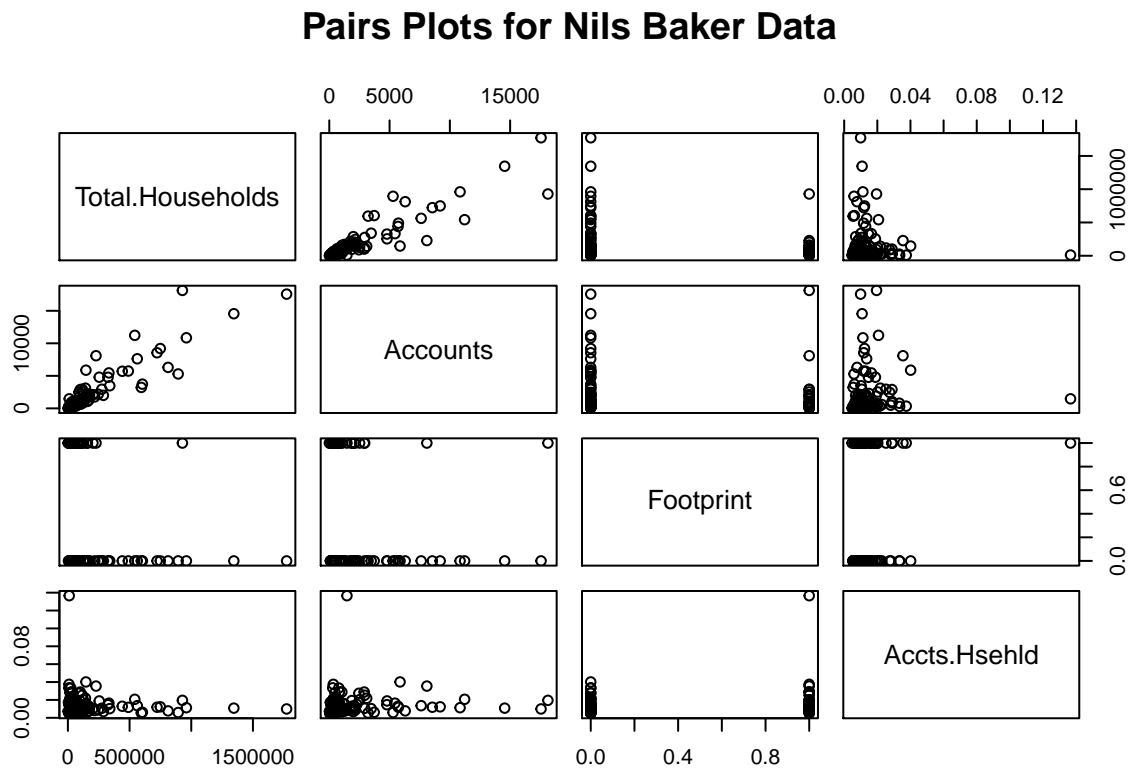 Pairs Plots for Nils Baker Data
0 5000 15000
0.00 0.04 0.08 0.12
Total.Households
0 1000000
0 10000
Accounts
Footprint
0.0 0.6
0.00 0.08
Accts.Hsehld
0 500000 1500000
0.0 0.4 0.8